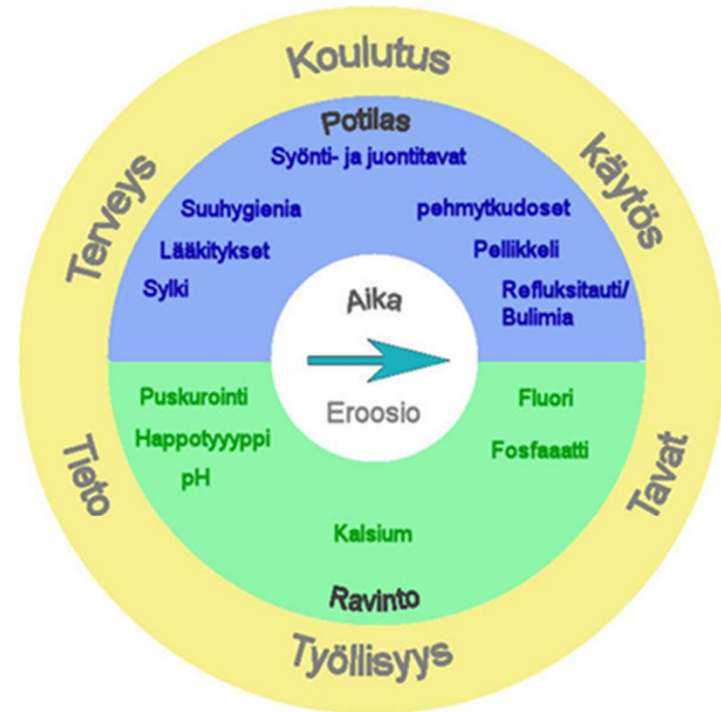 Koulutus
käytös
Tavat
Työllisyys
Tieto
Terveys
Potilas
Syönti- ja juontitavat
Suuhygienia
Lääkitykset
Sylki
pehmytkudoset
Pellikkeli
Refluksitauti/
Bulimia
Aika
Eroosio
Puskurointi
Happotyyyppi
pH
Fluori
Fosfaaatti
Kalsium
Ravinto